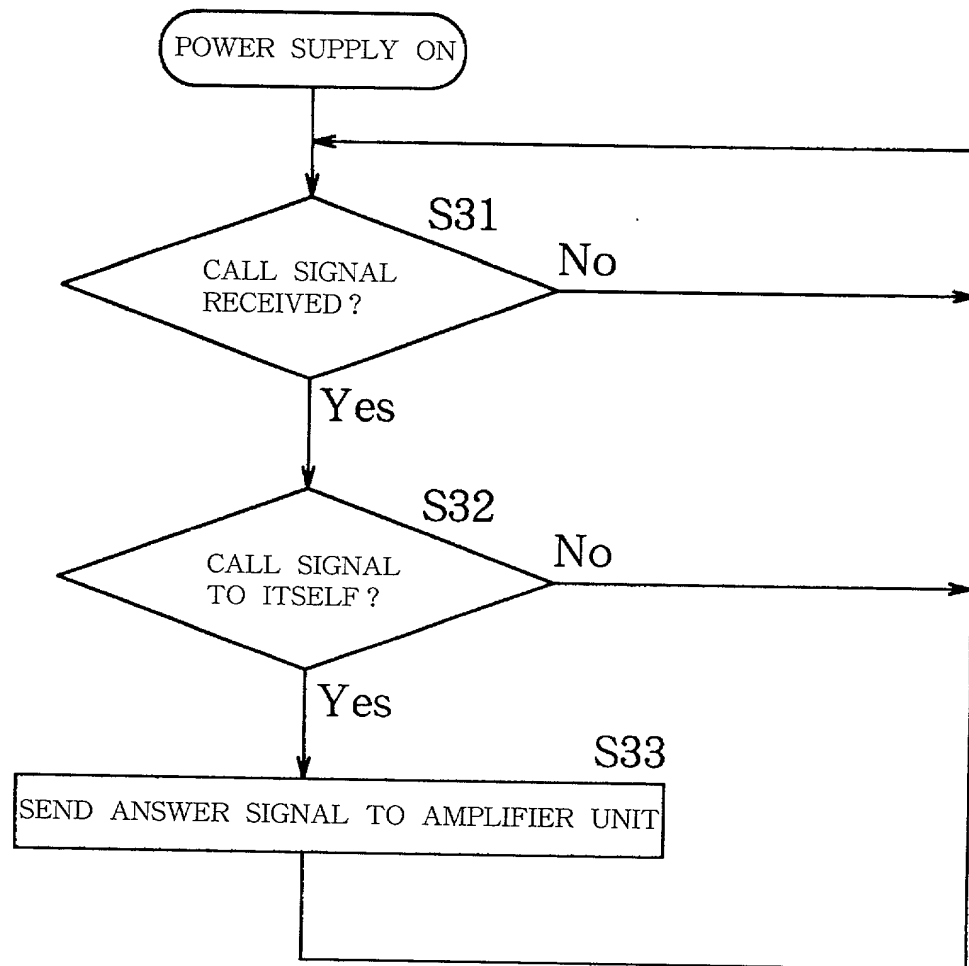 POWER SUPPLY ON
S31
CALL SIGNAL
RECEIVED?
No
Yes
S32
CALL SIGNAL
TO ITSELF?
No
Yes
S33
SEND ANSWER SIGNAL TO AMPLIFIER UNIT